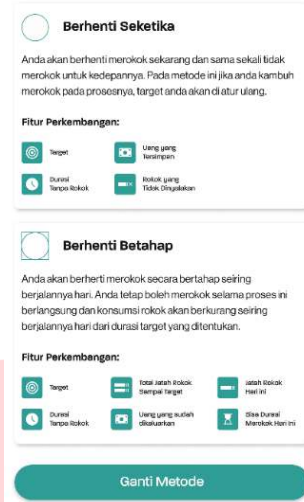 Berhenti Seketika
Anda akan berhenti merokok sekarang dan sama sekali tidak
merokok untuk kedepannya. Pada metode ini jika anda kambuh
merokok pada prosesnya, target anda akan di atur ulang.
Fitur Perkembangan:
Target
Uang yang
Tersimpan
Durasi
Tanpa Rokok
Rokok yang
Tidak Dinyalakan
Berhenti Betahap
Anda akan berherti merokok secara bertahap seiring
berjalannya hari. Anda tetap boleh merokok selama proses ini
berlangsung dan konsumsi rokok akan berkurang seiring
berjalannya hari dari durasi target yang ditentukan.
Fitur Perkembangan:
Target
Total Jatah Rokok
Sampai Target
Jatah Rokok
Hari ini
Durasi
Tanpa Rokok
Uang yang sudah
dikeluarkan
Sisa Durasi
Merokok Hari Ini
Ganti Metode